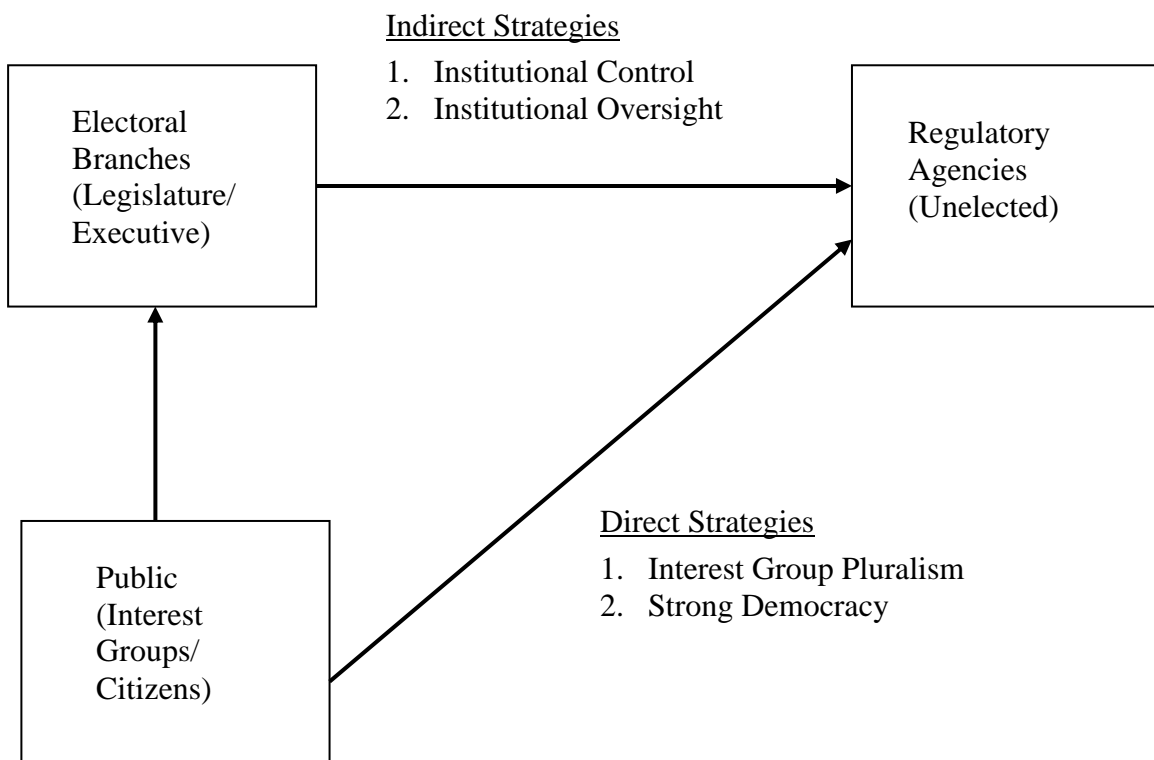 Indirect Strategies
1. Institutional Control
2. Institutional Oversight
Electoral
Branches
(Legislature/
Executive)
Regulatory
Agencies
(Unelected)
Direct Strategies
1. Interest Group Pluralism
2. Strong Democracy
Public
(Interest
Groups/
Citizens)